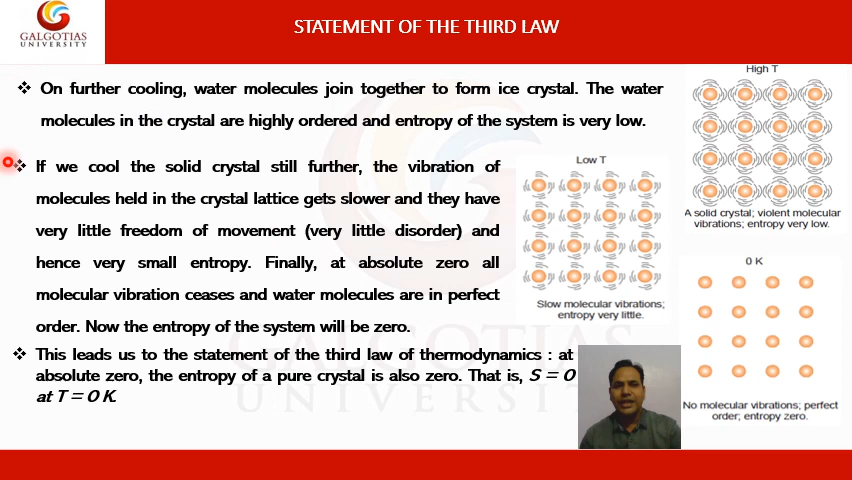 GALGOTIAS
UNIVERSITY
STATEMENT OF THE THIRD LAW
❖ On further cooling, water molecules join together to form ice crystal. The water
molecules in the crystal are highly ordered and entropy of the system is very low.
❖ If we cool the solid crystal still further, the vibration of
molecules held in the crystal lattice gets slower and they have
very little freedom of movement (very little disorder) and
hence very small entropy. Finally, at absolute zero all
molecular vibration ceases and water molecules are in perfect
order. Now the entropy of the system will be zero.
❖ This leads us to the statement of the third law of thermodynamics : at
absolute zero, the entropy of a pure crystal is also zero. That is, S = O
at T = O K.
Low T
Slow molecular vibrations;
entropy very little.
High T
A solid crystal; violent molecular
vibrations; entropy very low.
0 K
No molecular vibrations; perfect
order; entropy zero.
GALGOTIAS
UNIVERSITY